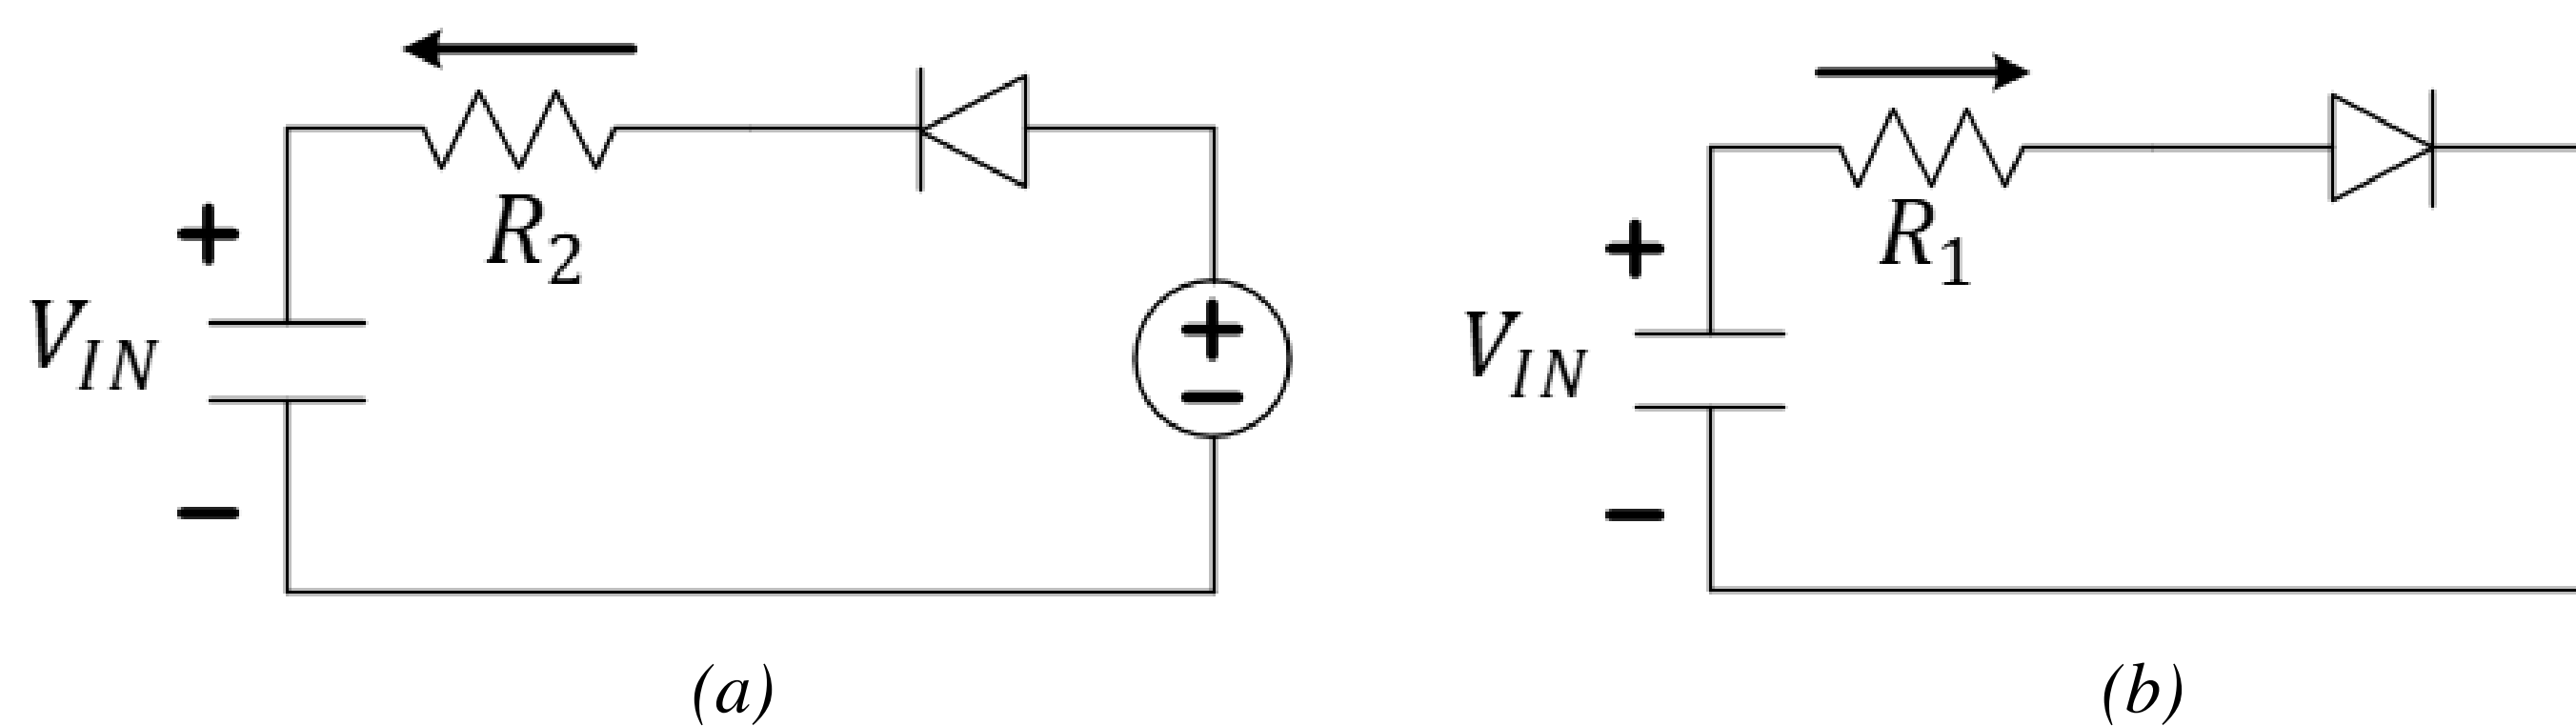 + R₂ + −
V_IN
−
(a)
+ R₁
V_IN
−
(b)